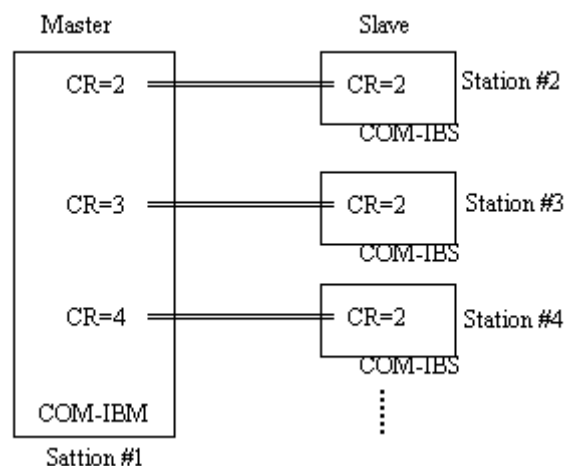 Master Slave
CR=2 CR=2 Station #2
COM-IBS
CR=3 CR=2 Station #3
COM-IBS
CR=4 CR=2 Station #4
COM-IBS
COM-IBM
Sattion #1